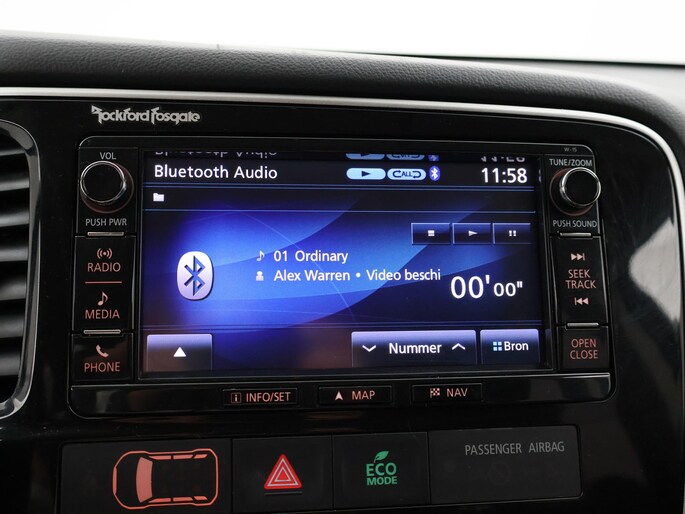 Rockford Fosgate
VOL
TUNE/ZOOM
Bluetooth Audio
CALL
11:58
PUSH PWR
PUSH SOUND
RADIO
01 Ordinary
Alex Warren • Video beschi
00'00"
SEEK
TRACK
MEDIA
PHONE
Nummer
Bron
OPEN
CLOSE
i INFO/SET
MAP
NAV
ECO
MODE
PASSENGER AIRBAG